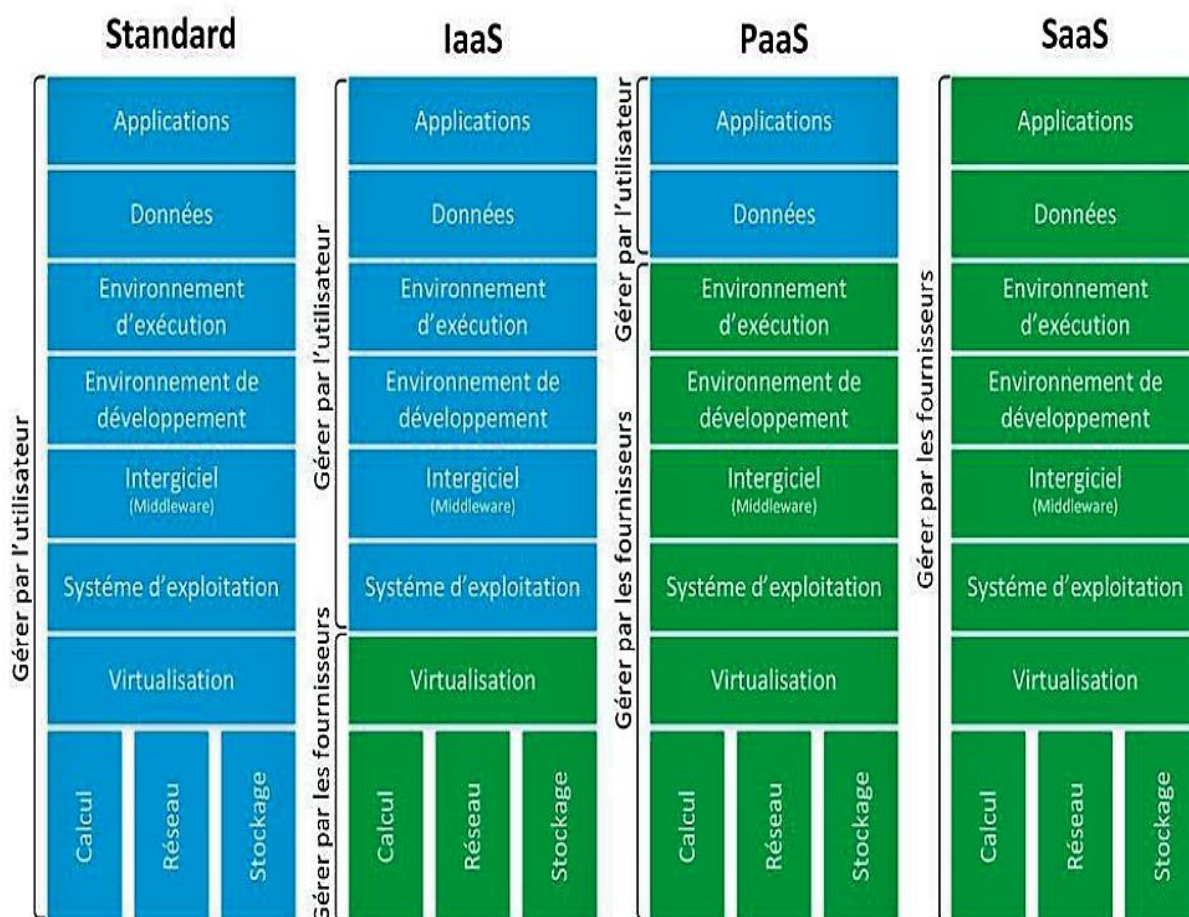 Standard
IaaS
PaaS
SaaS
Gérer par l'utilisateur
Applications
Données
Environnement
d'exécution
Environnement de
développement
Intergiciel
(Middleware)
Systéme d'exploitation
Virtualisation
Calcul
Réseau
Stockage
Gérer par l'utilisateur
Gérer par les fournisseurs
Applications
Données
Environnement
d'exécution
Environnement de
développement
Intergiciel
(Middleware)
Systéme d'exploitation
Virtualisation
Calcul
Réseau
Stockage
Gérer par l'utilisateur
Gérer par les fournisseurs
Applications
Données
Environnement
d'exécution
Environnement de
développement
Intergiciel
(Middleware)
Systéme d'exploitation
Virtualisation
Calcul
Réseau
Stockage
Gérer par les fournisseurs
Applications
Données
Environnement
d'exécution
Environnement de
développement
Intergiciel
(Middleware)
Systéme d'exploitation
Virtualisation
Calcul
Réseau
Stockage